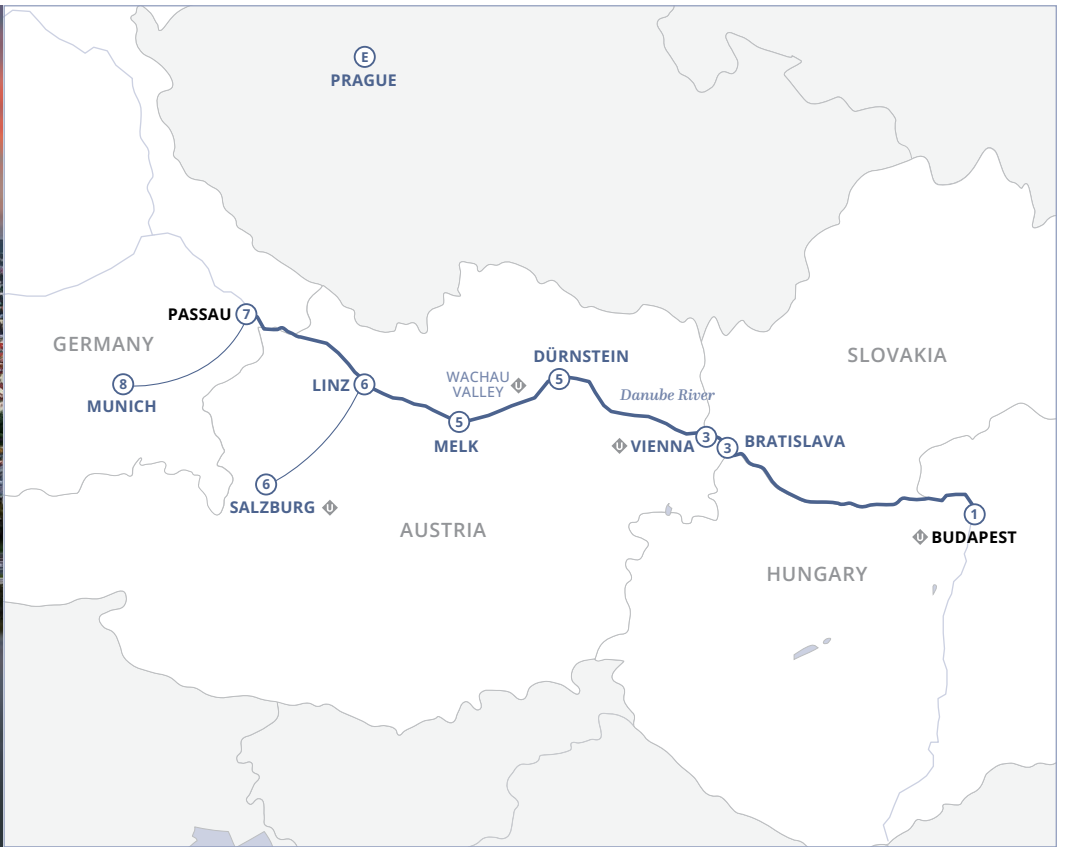 E
PRAGUE
PASSAU 7
GERMANY
8
MUNICH
LINZ 6
6
SALZBURG U
AUSTRIA
WACHAU
VALLEY U
5
MELK
DÜRNSTEIN
5
Danube River
U VIENNA 3
3 BRATISLAVA
SLOVAKIA
1
U BUDAPEST
HUNGARY